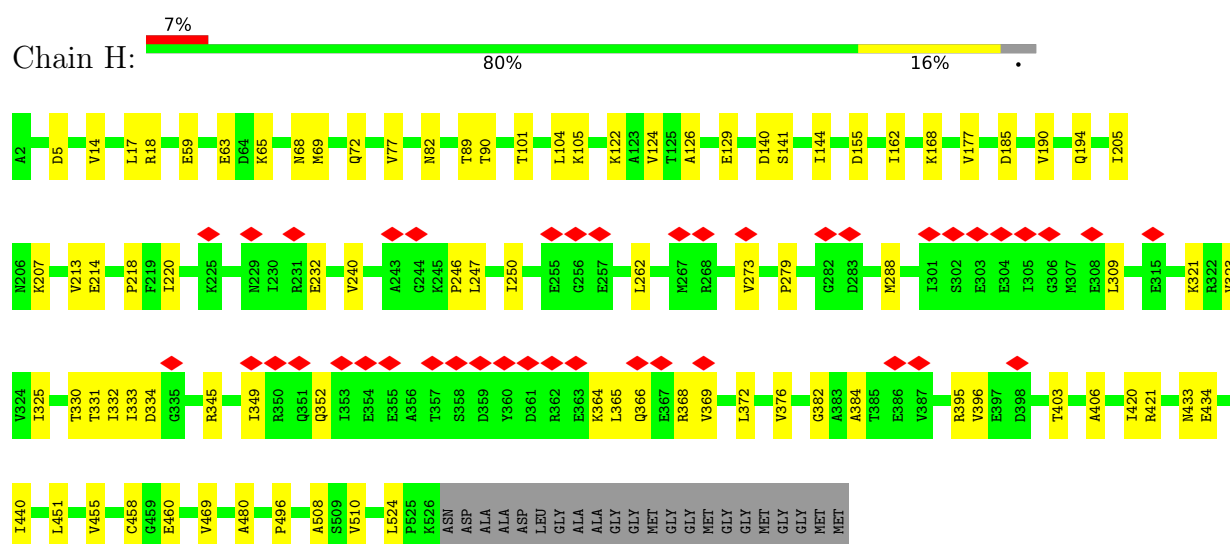 7%
Chain H:
80% 16% •
A2 D5 V14 L17 R18 E59 E63 D64 K65 N68 M69 Q72 V77 N82 T89 T90 T101 L104 K105 K122 A123 V124 T125 A126 E129 D140 S141 I144 D155 I162 K168 V177 D185 V190 Q194 I205
N206 K207 V213 E214 P218 F219 I220 K225 N229 I230 R231 E232 V240 A243 G244 K245 P246 L247 I250 E255 G256 E257 L262 M267 R268 V273 P279 G282 D283 M288 I301 S302 E303 E304 I305 G306 M307 E308 L309 E315 K321 R322 V323
V324 I325 T330 T331 I332 I333 D334 G335 R345 I349 R350 Q351 Q352 I353 E354 E355 A356 T357 S358 D359 Y360 D361 R362 E363 K364 L365 Q366 E367 R368 V369 L372 V376 G382 A383 A384 T385 E386 V387 R395 V396 E397 D398 T403 A406 I420 R421 N433 E434
I440 L451 V455 C458 G459 E460 V469 A480 P496 A508 S509 V510 L524 P525 K526 ASN ASP ALA ALA ASP LEU GLY ALA ALA GLY GLY MET GLY GLY MET GLY GLY MET GLY GLY MET MET